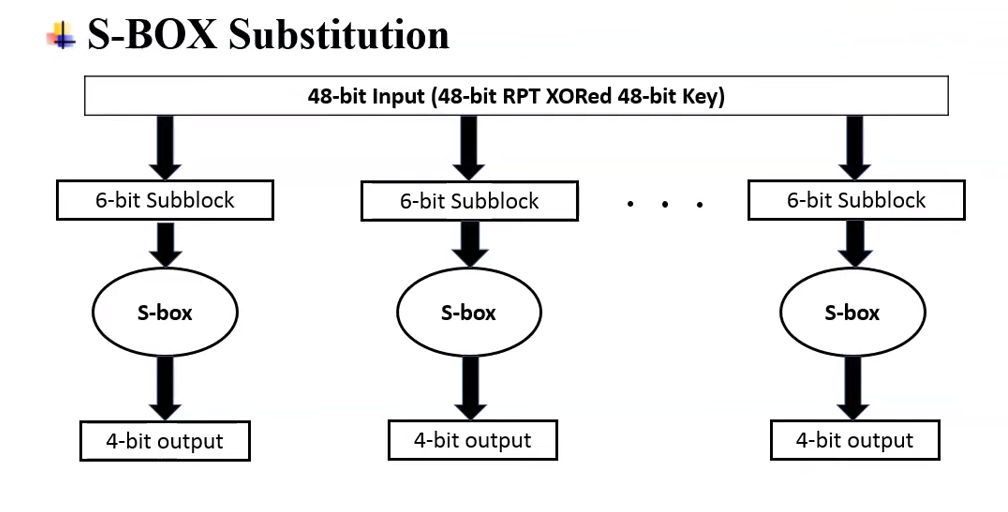 S-BOX Substitution
48-bit Input (48-bit RPT XORed 48-bit Key)
6-bit Subblock
6-bit Subblock
. . .
6-bit Subblock
S-box
S-box
S-box
4-bit output
4-bit output
4-bit output